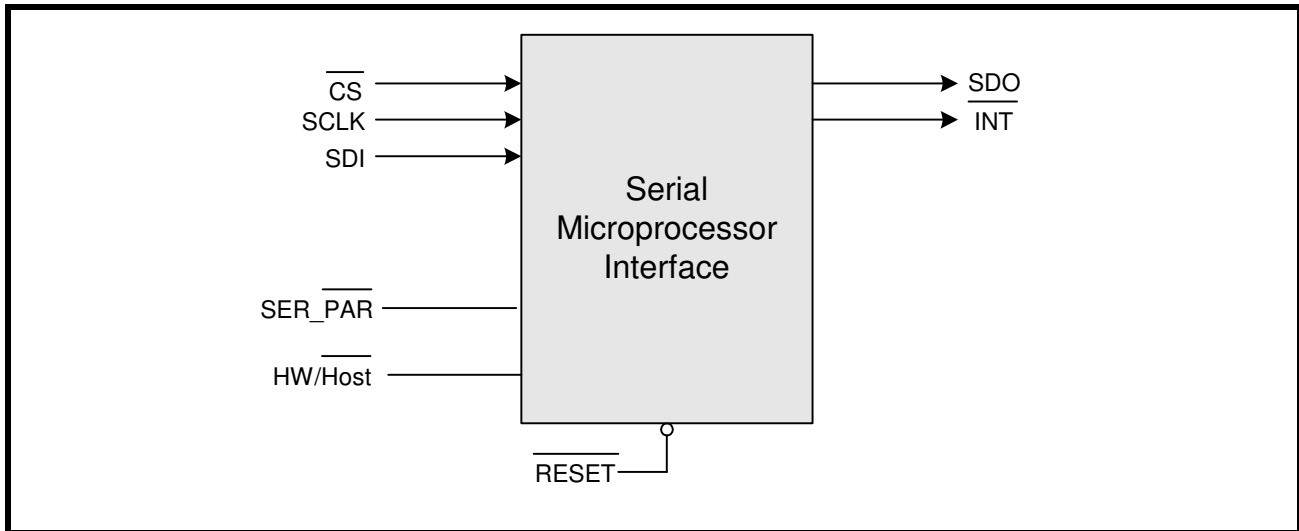 CS
SCLK
SDI
SER_PAR
HW/Host
RESET
Serial
Microprocessor
Interface
SDO
INT